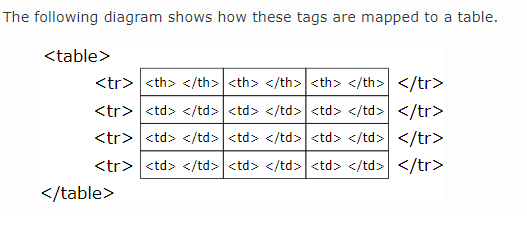 The following diagram shows how these tags are mapped to a table.
<table>
<tr> <th> </th> <th> </th> <th> </th> </tr>
<tr> <td> </td> <td> </td> <td> </td> </tr>
<tr> <td> </td> <td> </td> <td> </td> </tr>
<tr> <td> </td> <td> </td> <td> </td> </tr>
</table>